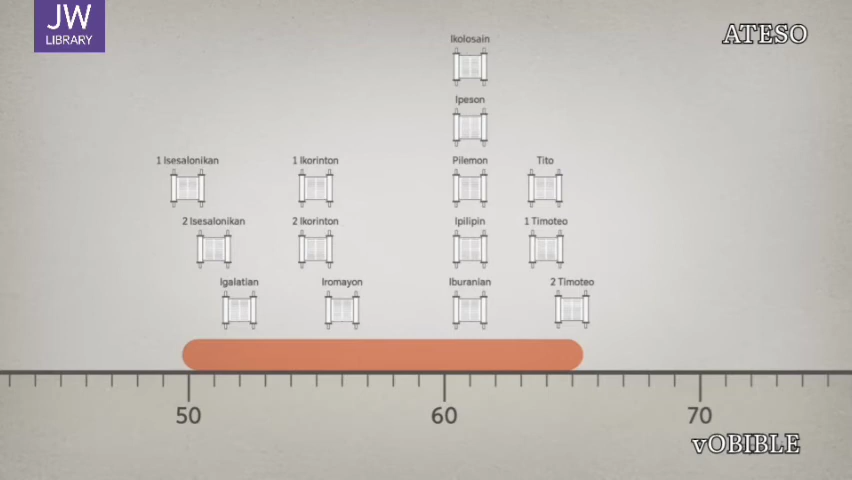 JW
LIBRARY
ATESO
Ikolosain
Ipeson
1 Isesalonikan
1 Ikorinton
Pilemon
Tito
2 Isesalonikan
2 Ikorinton
Ipilipin
1 Timoteo
Igalatian
Iromayon
Iburanian
2 Timoteo
50
60
70
vOBIBLE